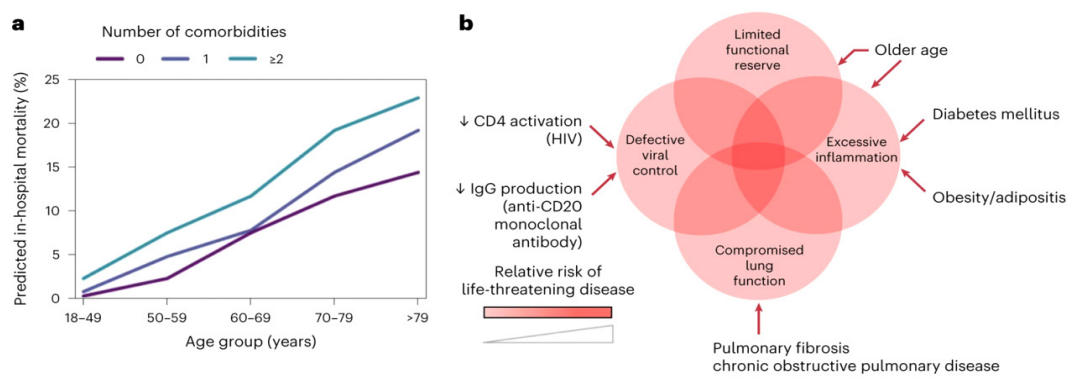 a
Number of comorbidities
0 1 ≥2
Predicted in-hospital mortality (%)
25
20
15
10
5
0
18–49 50–59 60–69 70–79 >79
Age group (years)
b
Limited
functional
reserve
Older age
Diabetes mellitus
↓ CD4 activation
(HIV)
Defective
viral
control
Excessive
inflammation
↓ IgG production
(anti-CD20
monoclonal
antibody)
Obesity/adipositis
Compromised
lung
function
Relative risk of
life-threatening disease
Pulmonary fibrosis
chronic obstructive pulmonary disease